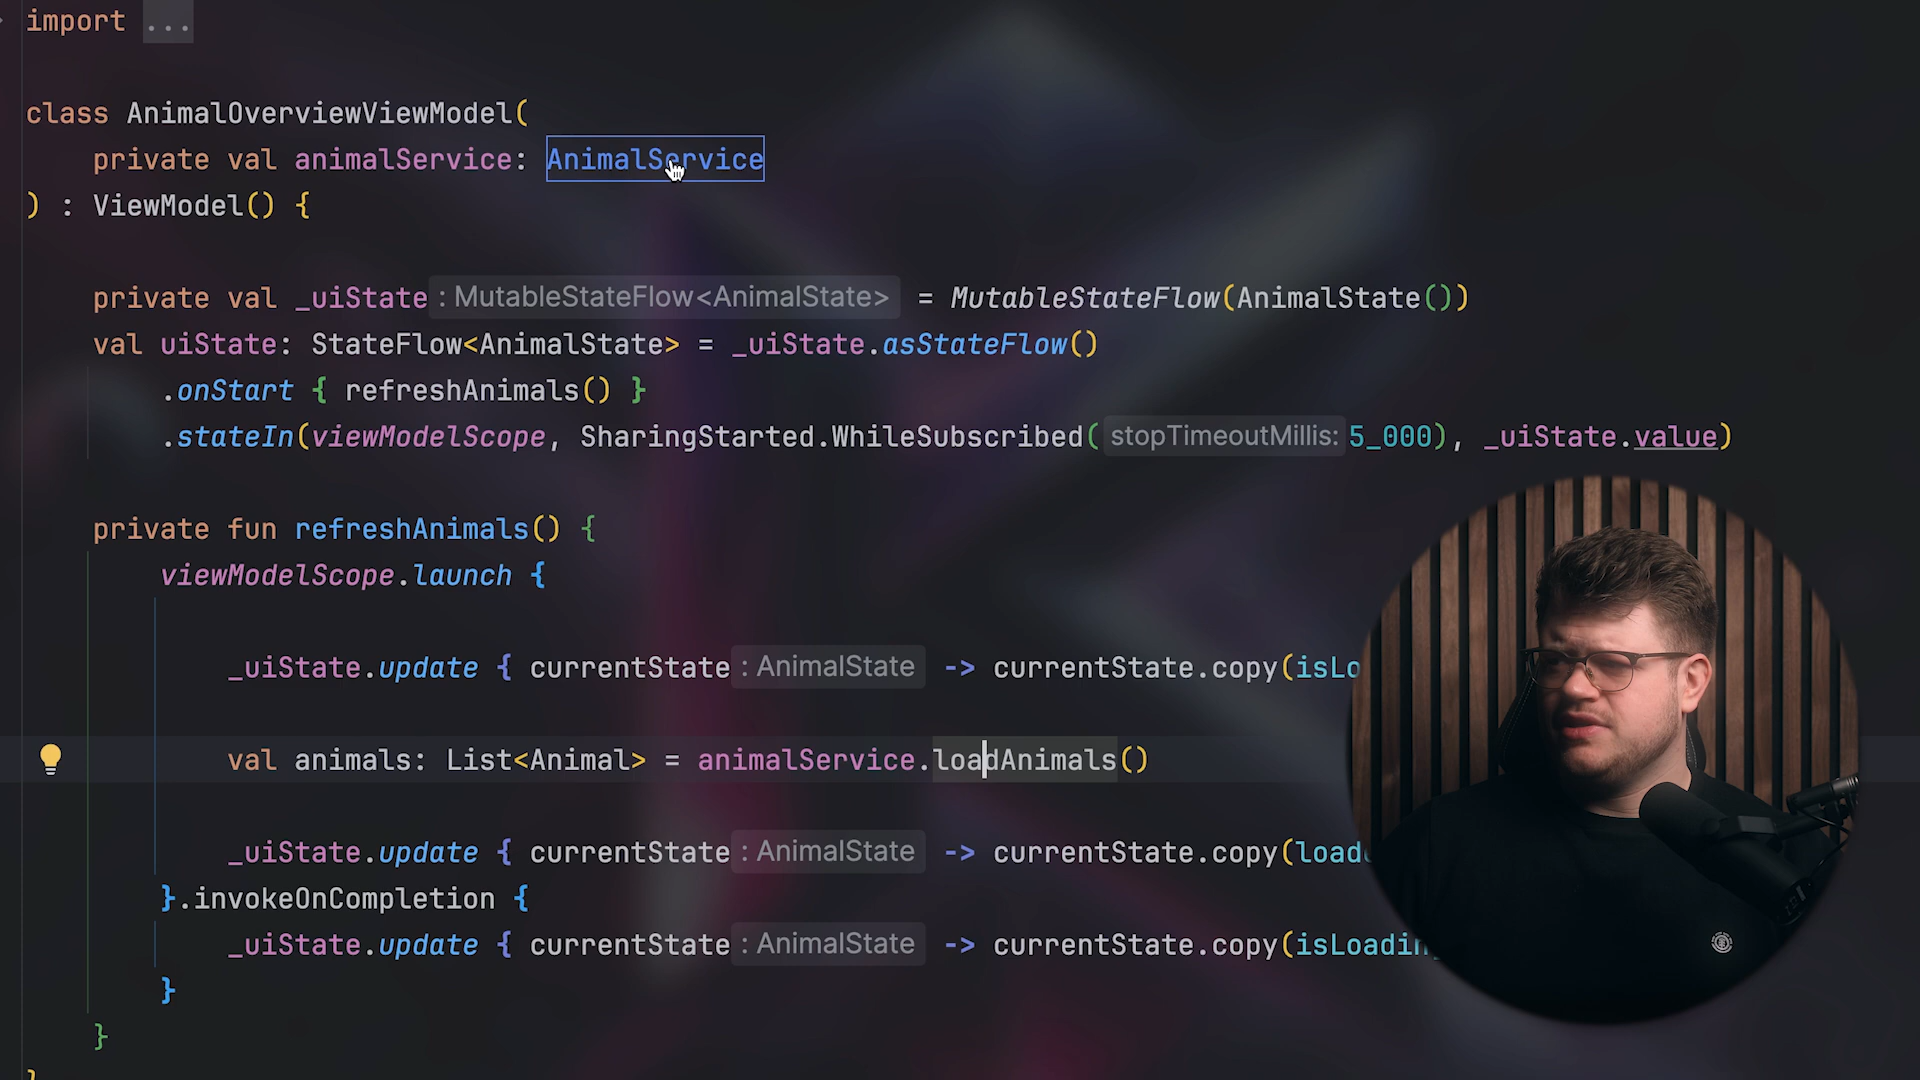 import ...
class AnimalOverviewViewModel(
private val animalService: AnimalService
) : ViewModel() {
private val _uiState : MutableStateFlow<AnimalState> = MutableStateFlow(AnimalState())
val uiState: StateFlow<AnimalState> = _uiState.asStateFlow()
.onStart { refreshAnimals() }
.stateIn(viewModelScope, SharingStarted.WhileSubscribed( stopTimeoutMillis: 5_000), _uiState.value)
private fun refreshAnimals() {
viewModelScope.launch {
_uiState.update { currentState : AnimalState -> currentState.copy(isLo
val animals: List<Animal> = animalService.loadAnimals()
_uiState.update { currentState : AnimalState -> currentState.copy(load
}.invokeOnCompletion {
_uiState.update { currentState : AnimalState -> currentState.copy(isLoadin
}
}
}